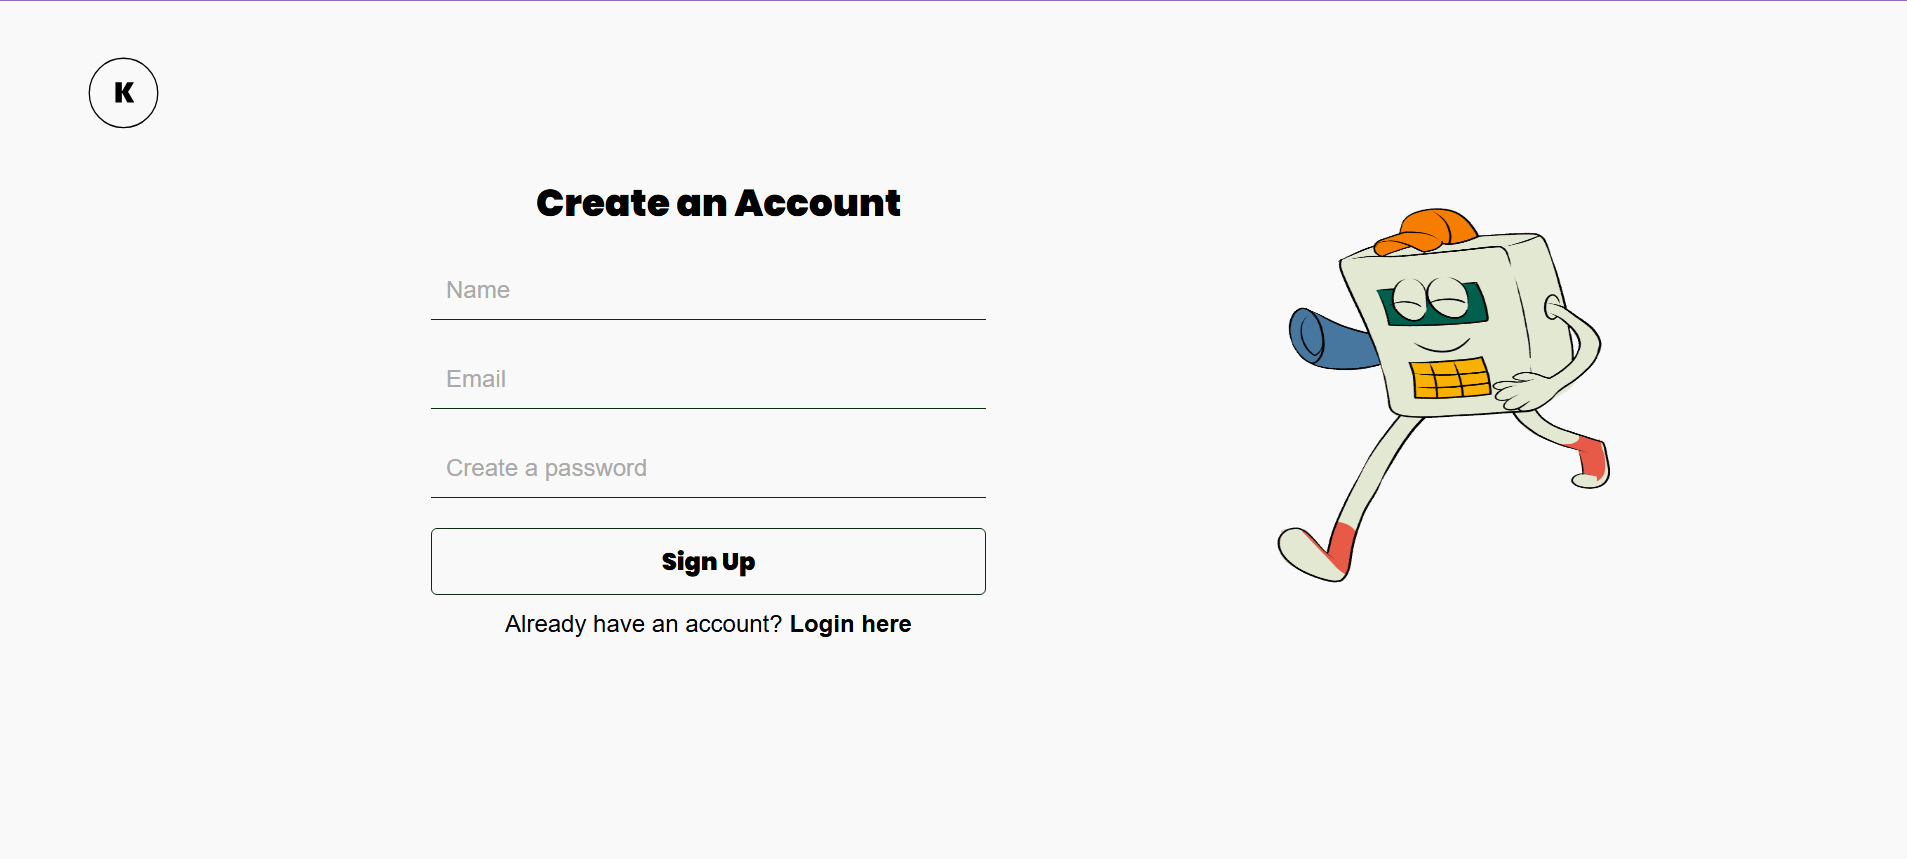 K
Create an Account
Name
Email
Create a password
Sign Up
Already have an account? Login here